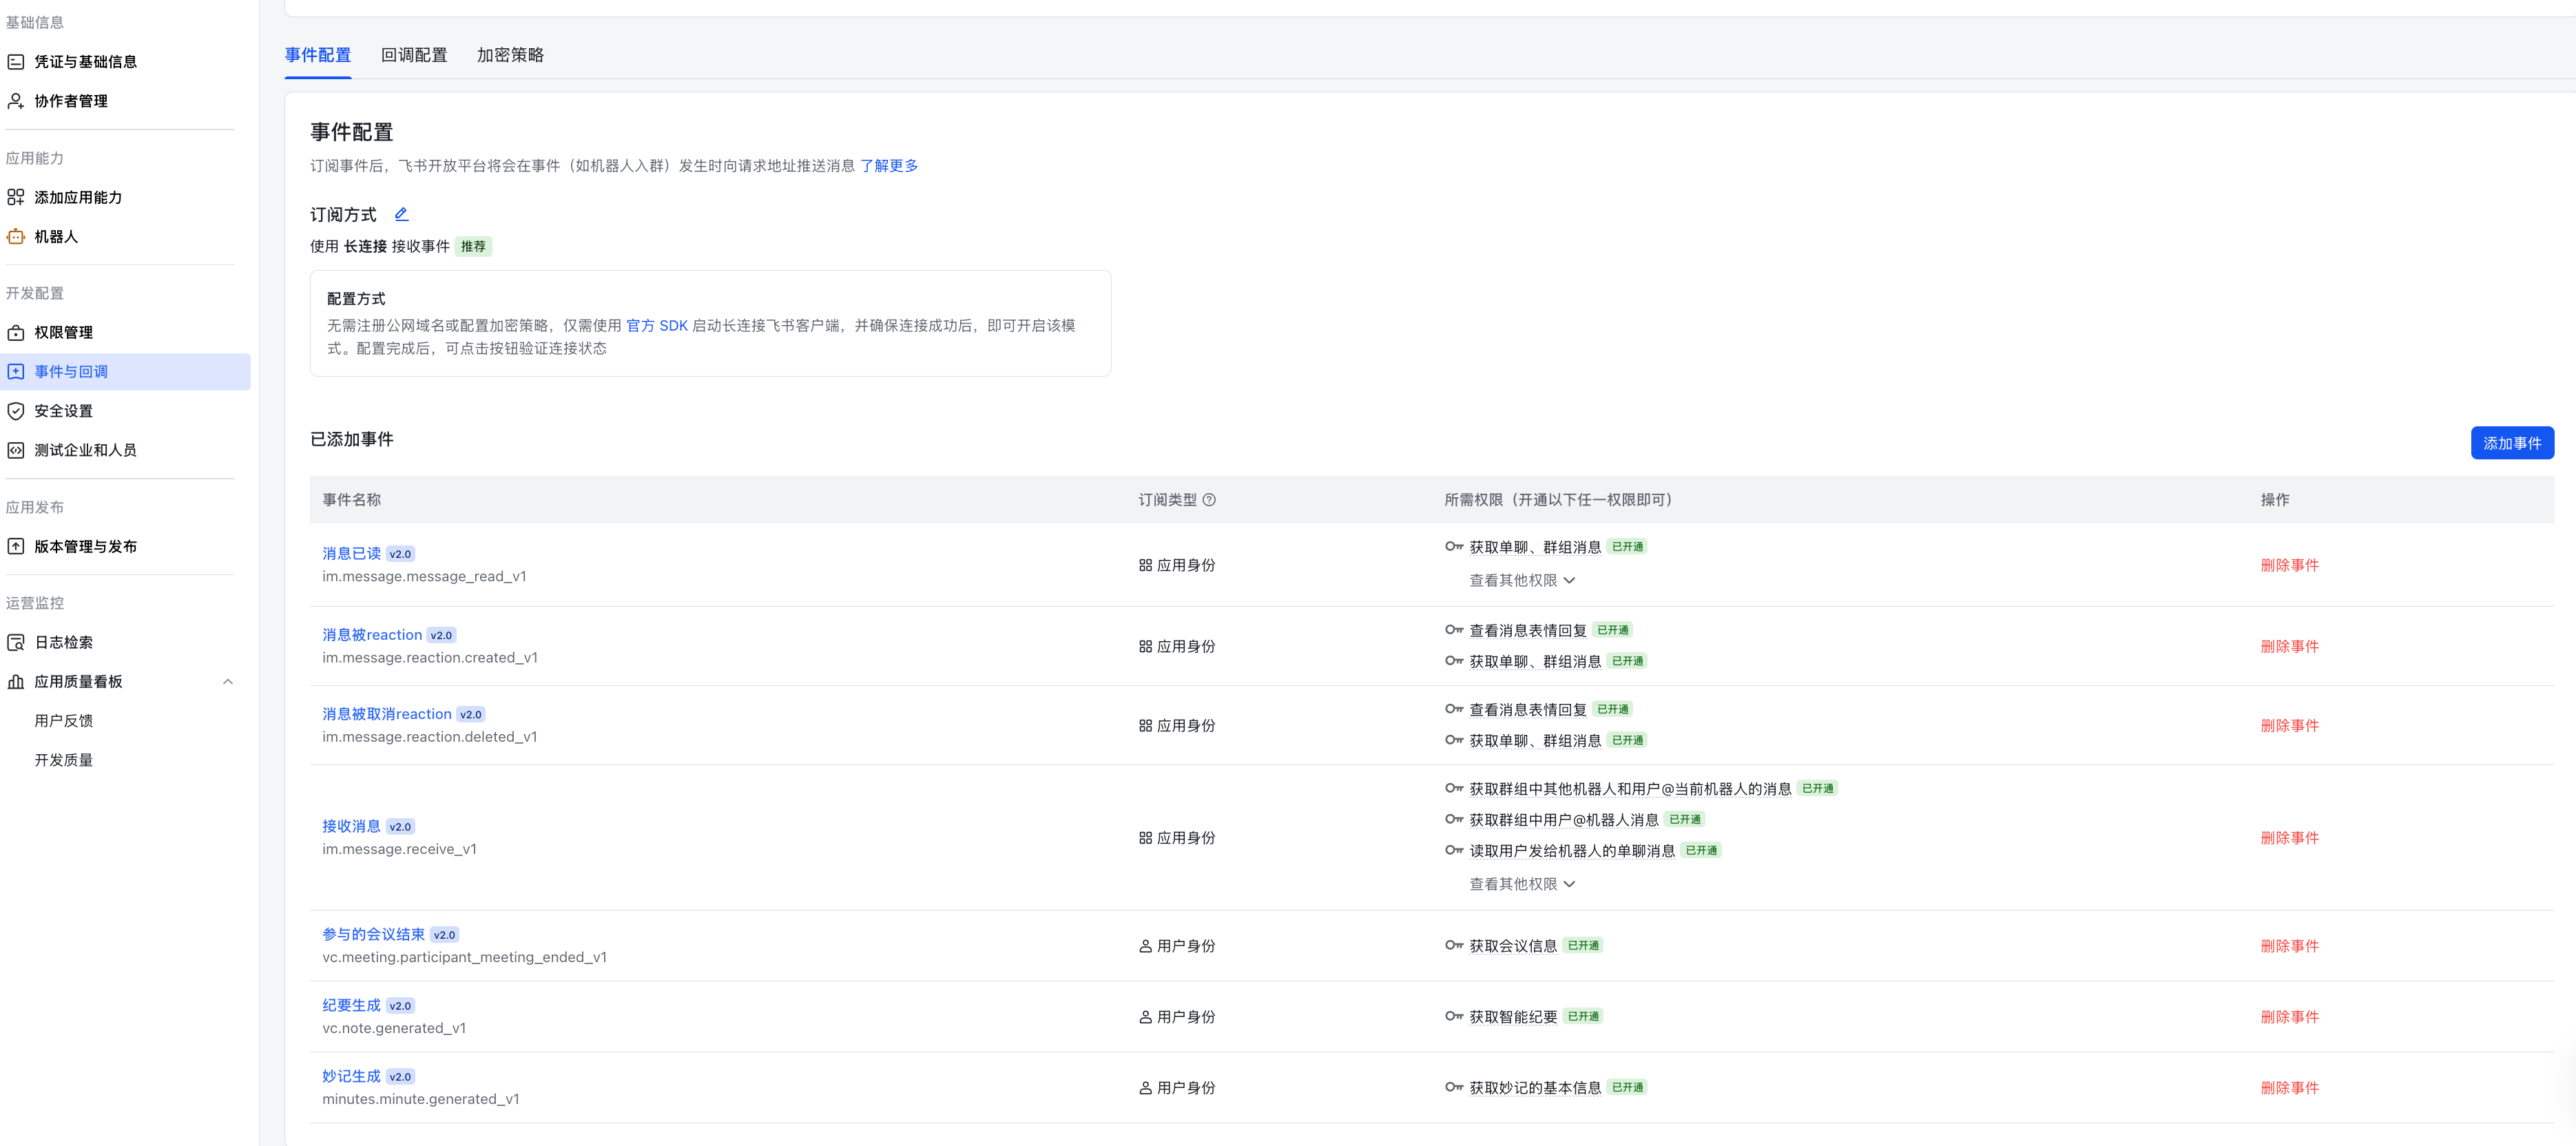 基础信息
凭证与基础信息
协作者管理
应用能力
添加应用能力
机器人
开发配置
权限管理
事件与回调
安全设置
测试企业和人员
应用发布
版本管理与发布
运营监控
日志检索
应用质量看板
用户反馈
开发质量
事件配置 回调配置 加密策略
事件配置
订阅事件后，飞书开放平台将会在事件（如机器人入群）发生时向请求地址推送消息 了解更多
订阅方式
使用 长连接 接收事件 推荐
配置方式
无需注册公网域名或配置加密策略，仅需使用 官方 SDK 启动长连接飞书客户端，并确保连接成功后，即可开启该模
式。配置完成后，可点击按钮验证连接状态
已添加事件
添加事件
事件名称 订阅类型 所需权限（开通以下任一权限即可） 操作
消息已读 v2.0
im.message.message_read_v1
应用身份
获取单聊、群组消息 已开通
查看其他权限
删除事件
消息被reaction v2.0
im.message.reaction.created_v1
应用身份
查看消息表情回复 已开通
获取单聊、群组消息 已开通
删除事件
消息被取消reaction v2.0
im.message.reaction.deleted_v1
应用身份
查看消息表情回复 已开通
获取单聊、群组消息 已开通
删除事件
接收消息 v2.0
im.message.receive_v1
应用身份
获取群组中其他机器人和用户@当前机器人的消息 已开通
获取群组中用户@机器人消息 已开通
读取用户发给机器人的单聊消息 已开通
查看其他权限
删除事件
参与的会议结束 v2.0
vc.meeting.participant_meeting_ended_v1
用户身份
获取会议信息 已开通
删除事件
纪要生成 v2.0
vc.note.generated_v1
用户身份
获取智能纪要 已开通
删除事件
妙记生成 v2.0
minutes.minute.generated_v1
用户身份
获取妙记的基本信息 已开通
删除事件